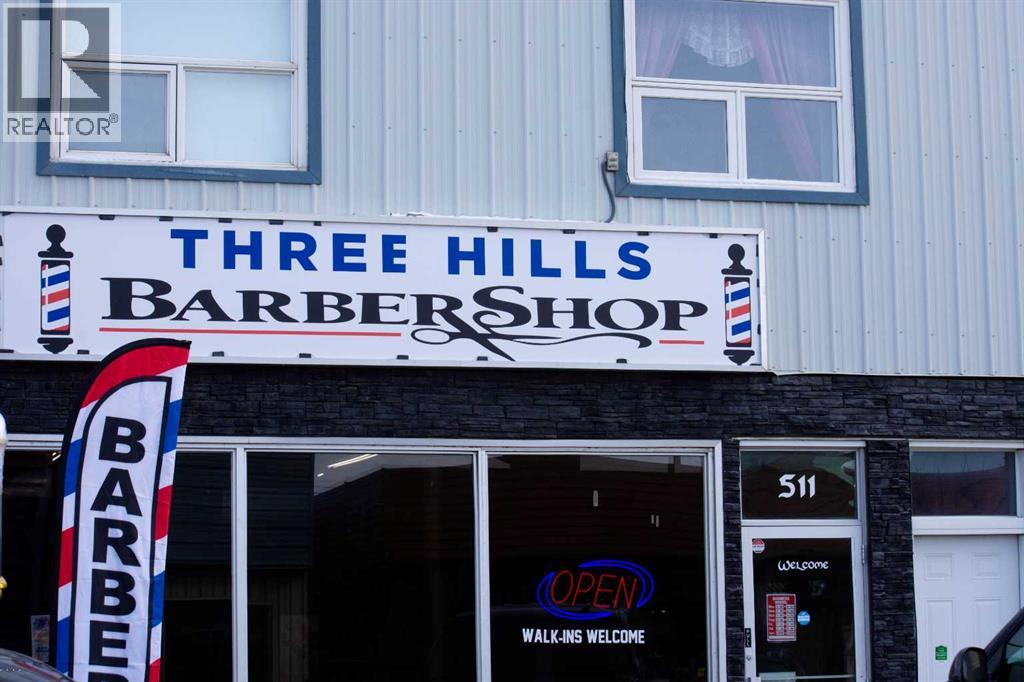 REALTOR®
THREE HILLS
BARBERSHOP
BARBER
511
WELCOME
OPEN
WALK-INS WELCOME